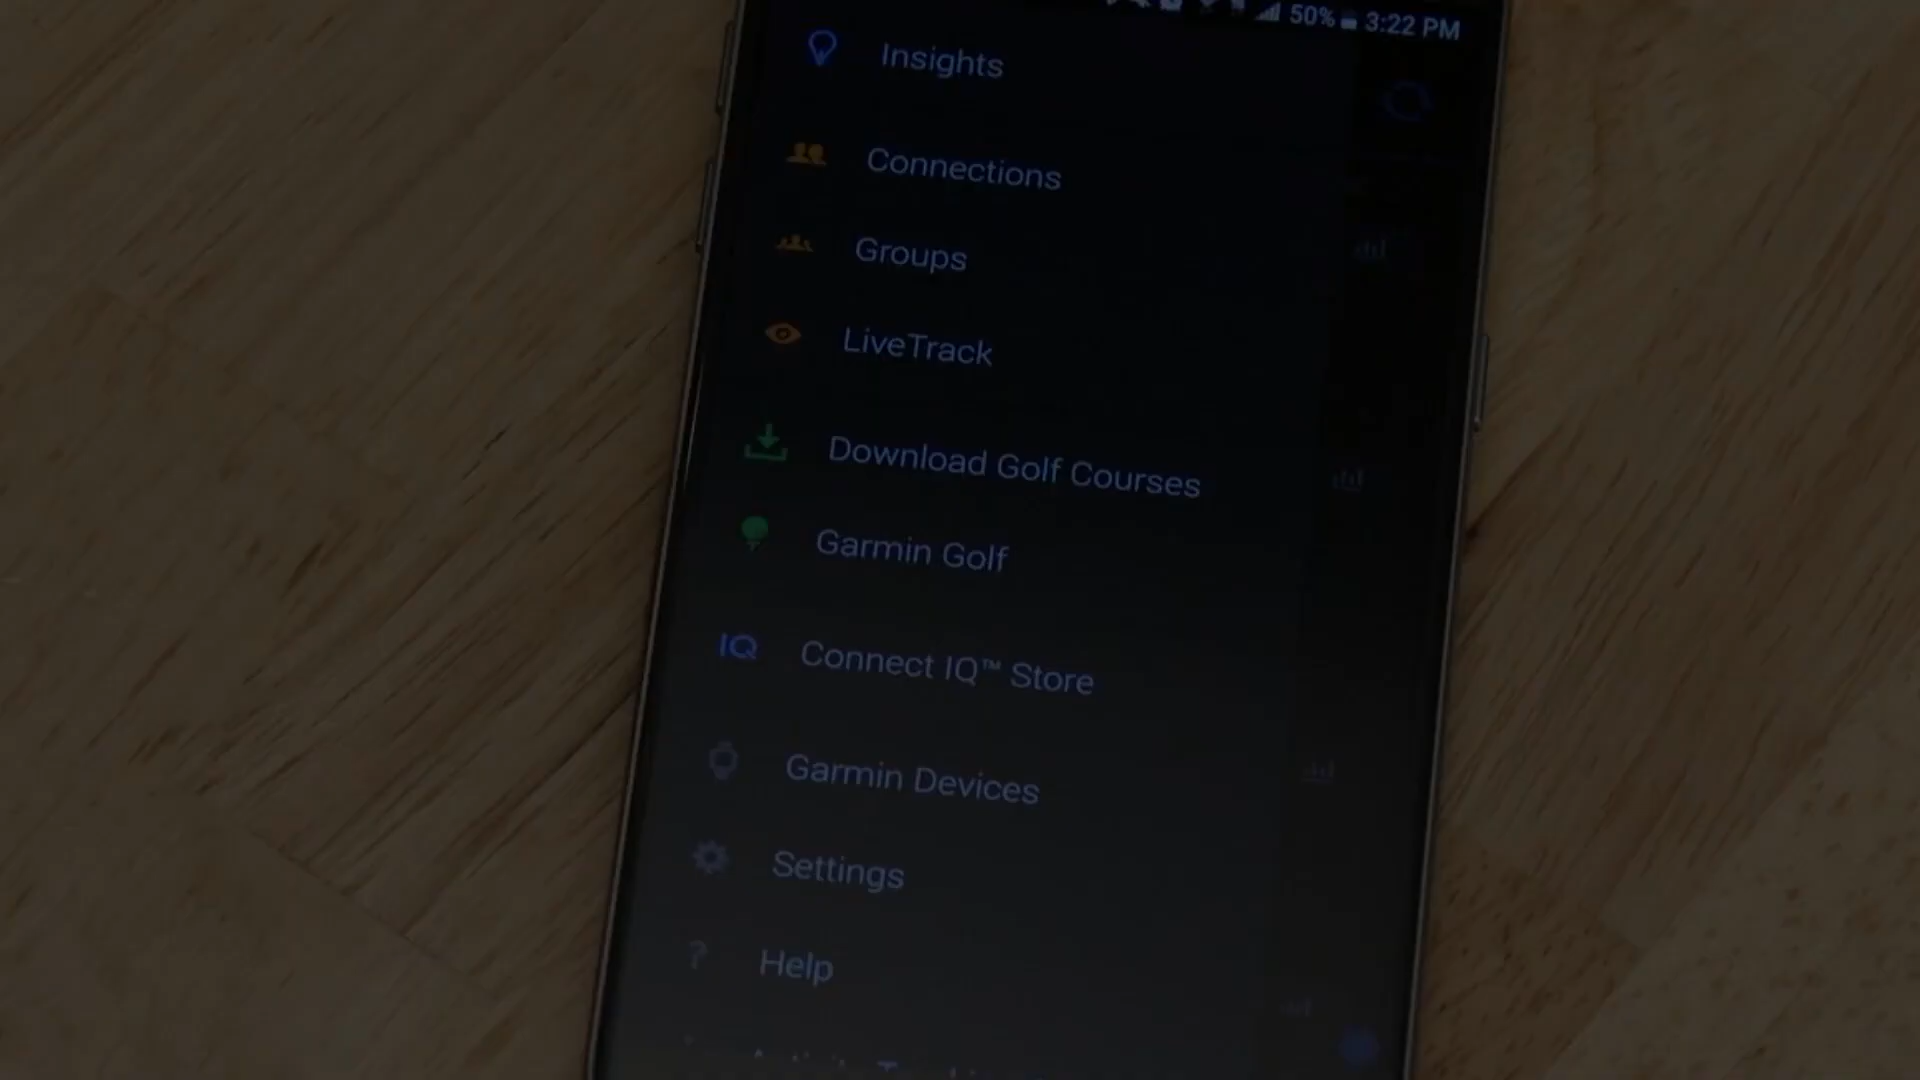 50% 3:22 PM
Insights
Connections
Groups
LiveTrack
Download Golf Courses
Garmin Golf
IQ Connect IQ™ Store
Garmin Devices
Settings
? Help